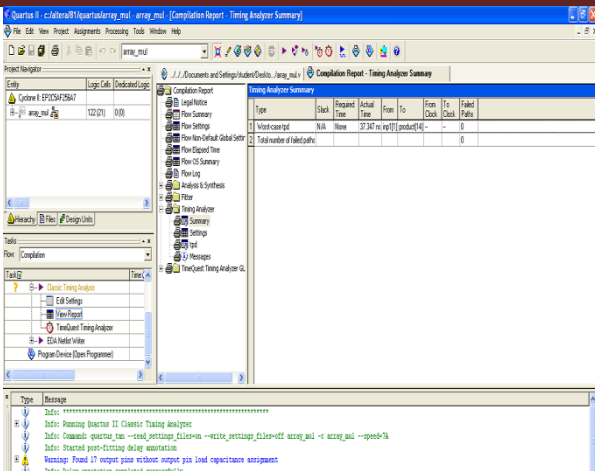 Quartus II - c:/altera/81/quartus/array_mul - array_mul - [Compilation Report - Timing Analyzer Summary]
File Edit View Project Assignments Processing Tools Window Help
array_mul
Project Navigator
Entity Logic Cells Dedicated Logic
Cyclone II: EP2C5AF256A7
array_mul 122 (21) 0 (0)
Hierarchy Files Design Units
Tasks
Flow: Compilation
Task Time
Classic Timing Analysis
Edit Settings
View Report
TimeQuest Timing Analyzer
EDA Netlist Writer
Program Device (Open Programmer)
Compilation Report - Timing Analyzer Summary
Compilation Report
Legal Notice
Flow Summary
Flow Settings
Flow Non-Default Global Settin
Flow Elapsed Time
Flow OS Summary
Flow Log
Analysis & Synthesis
Fitter
Timing Analyzer
Summary
Settings
tpd
Messages
TimeQuest Timing Analyzer GL
Timing Analyzer Summary
Type Slack Required Time Actual Time From To From Clock To Clock Failed Paths
1 Worst-case tpd N/A None 37.347 ns inp1[1] product[14] -- -- 0
2 Total number of failed paths 0
Type Message
Info: Running Quartus II Classic Timing Analyzer
Info: Command: quartus_tan --read_settings_files=on --write_settings_files=off array_mul -c array_mul --speed=7A
Info: Started post-fitting delay annotation
Warning: Found 17 output pins without output pin load capacitance assignment
Info: Delay annotation completed successfully